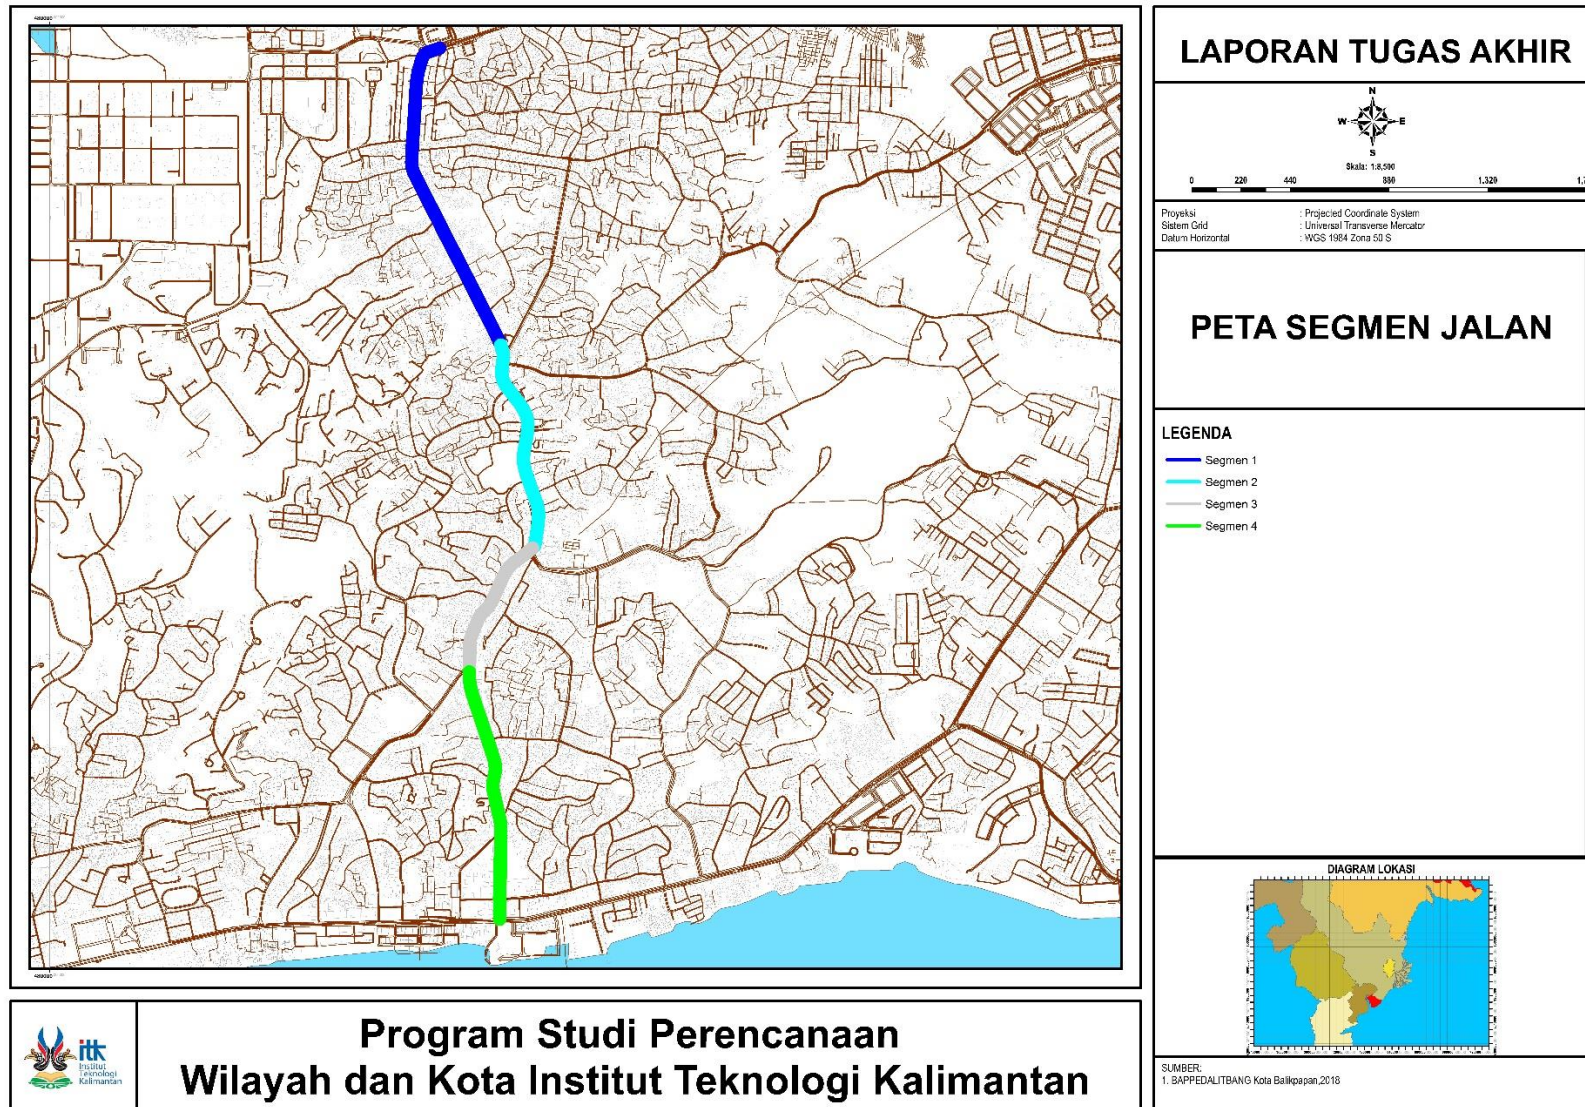 LAPORAN TUGAS AKHIR
N
W
E
S
Skala: 1:8,500
0 220 440 880 1.320
Proyeksi : Projected Coordinate System
Sistem Grid : Universal Transverse Mercator
Datum Horizontal : WGS 1984 Zona 50 S
PETA SEGMEN JALAN
LEGENDA
Segmen 1
Segmen 2
Segmen 3
Segmen 4
DIAGRAM LOKASI
SUMBER:
1. BAPPEDALITBANG Kota Balikpapan,2018
itk
Institut
Teknologi
Kalimantan
Program Studi Perencanaan
Wilayah dan Kota Institut Teknologi Kalimantan